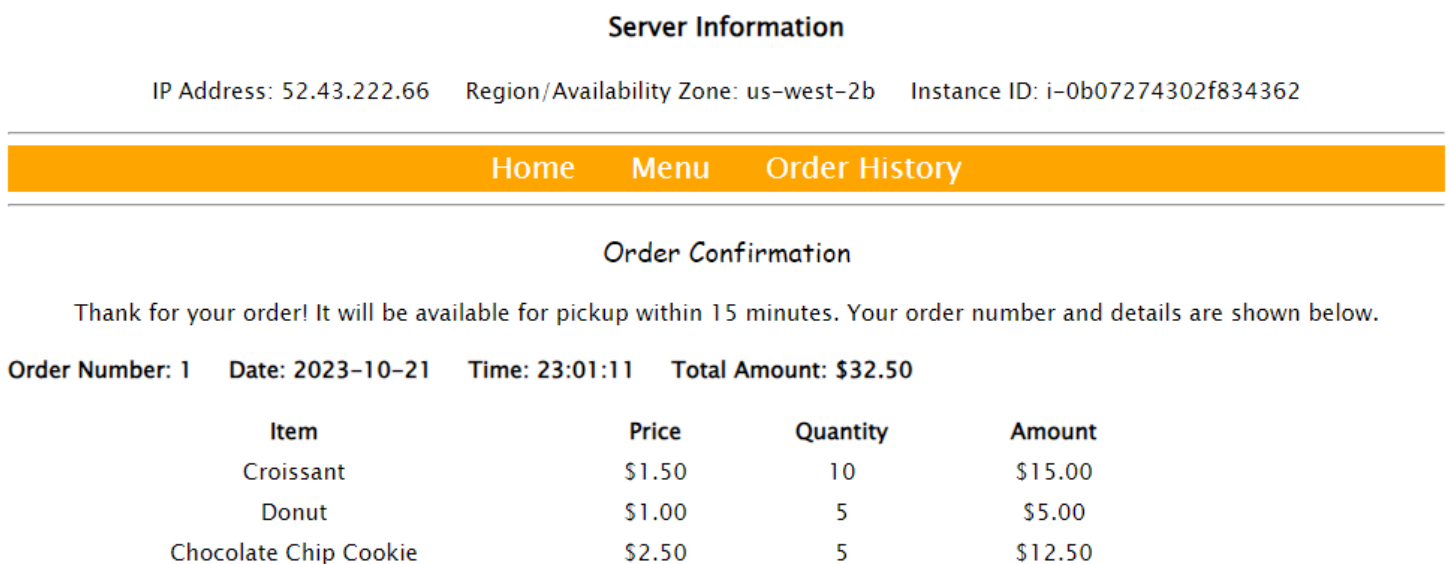 Server Information
IP Address: 52.43.222.66 Region/Availability Zone: us-west-2b Instance ID: i-0b07274302f834362
Home Menu Order History
Order Confirmation
Thank for your order! It will be available for pickup within 15 minutes. Your order number and details are shown below.
Order Number: 1 Date: 2023-10-21 Time: 23:01:11 Total Amount: $32.50
Item Price Quantity Amount
Croissant $1.50 10 $15.00
Donut $1.00 5 $5.00
Chocolate Chip Cookie $2.50 5 $12.50